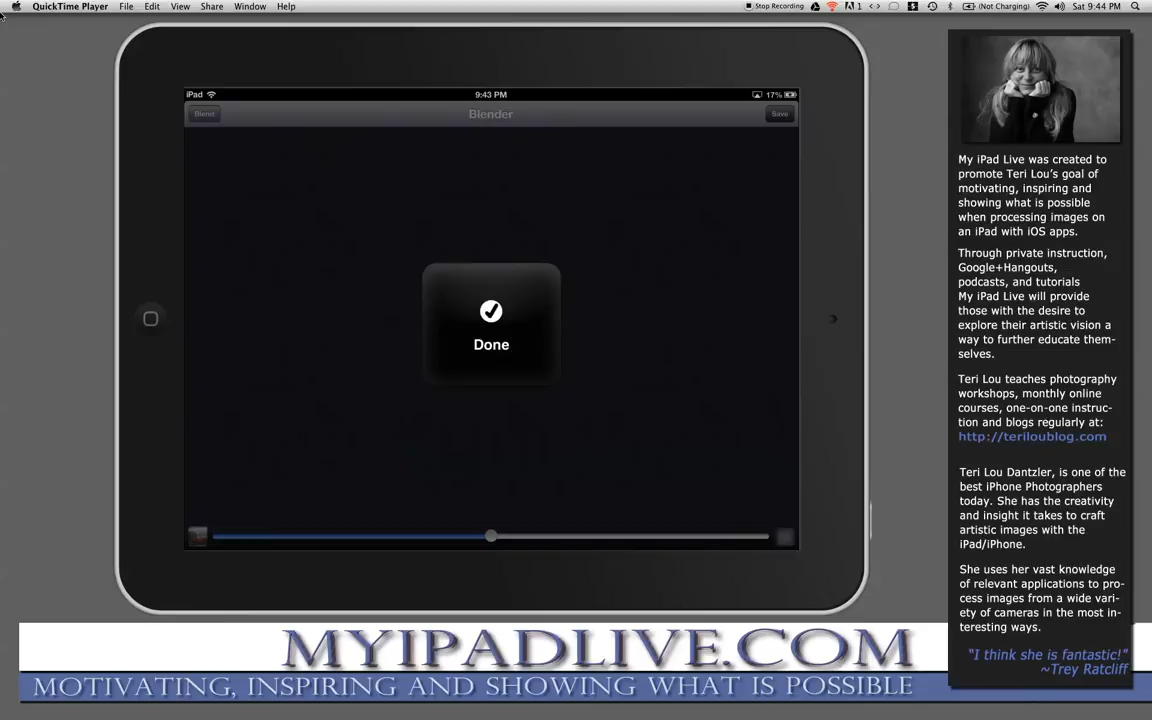 QuickTime Player File Edit View Share Window Help
Stop Recording 1 (Not Charging) Sat 9:44 PM
iPad 9:43 PM 17%
Blend Blender Save
Done
My iPad Live was created to
promote Teri Lou's goal of
motivating, inspiring and
showing what is possible
when processing images on
an iPad with iOS apps.
Through private instruction,
Google+Hangouts,
podcasts, and tutorials
My iPad Live will provide
those with the desire to
explore their artistic vision a
way to further educate them-
selves.
Teri Lou teaches photography
workshops, monthly online
courses, one-on-one instruc-
tion and blogs regularly at:
http://teriloublog.com
Teri Lou Dantzler, is one of the
best iPhone Photographers
today. She has the creativity
and insight it takes to craft
artistic images with the
iPad/iPhone.
She uses her vast knowledge
of relevant applications to pro-
cess images from a wide vari-
ety of cameras in the most in-
teresting ways.
"I think she is fantastic!"
~Trey Ratcliff
MYIPADLIVE.COM
MOTIVATING, INSPIRING AND SHOWING WHAT IS POSSIBLE